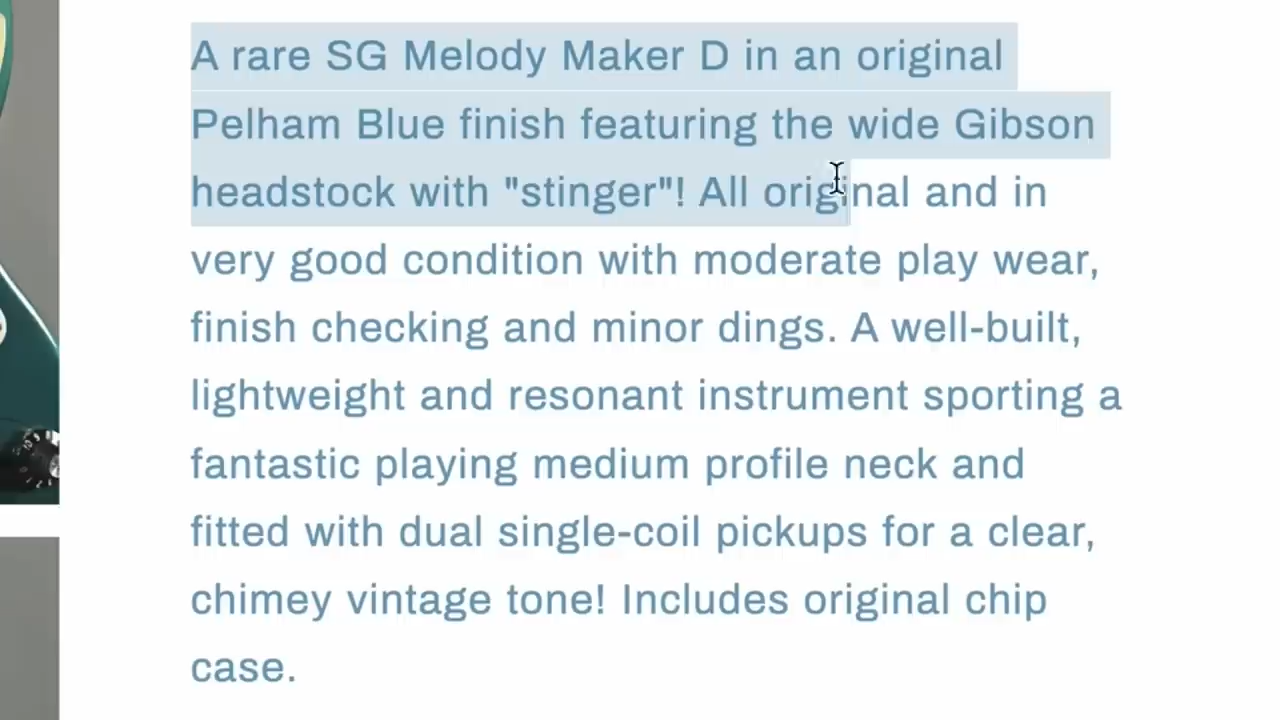 A rare SG Melody Maker D in an original
Pelham Blue finish featuring the wide Gibson
headstock with "stinger"! All original and in
very good condition with moderate play wear,
finish checking and minor dings. A well-built,
lightweight and resonant instrument sporting a
fantastic playing medium profile neck and
fitted with dual single-coil pickups for a clear,
chimey vintage tone! Includes original chip
case.